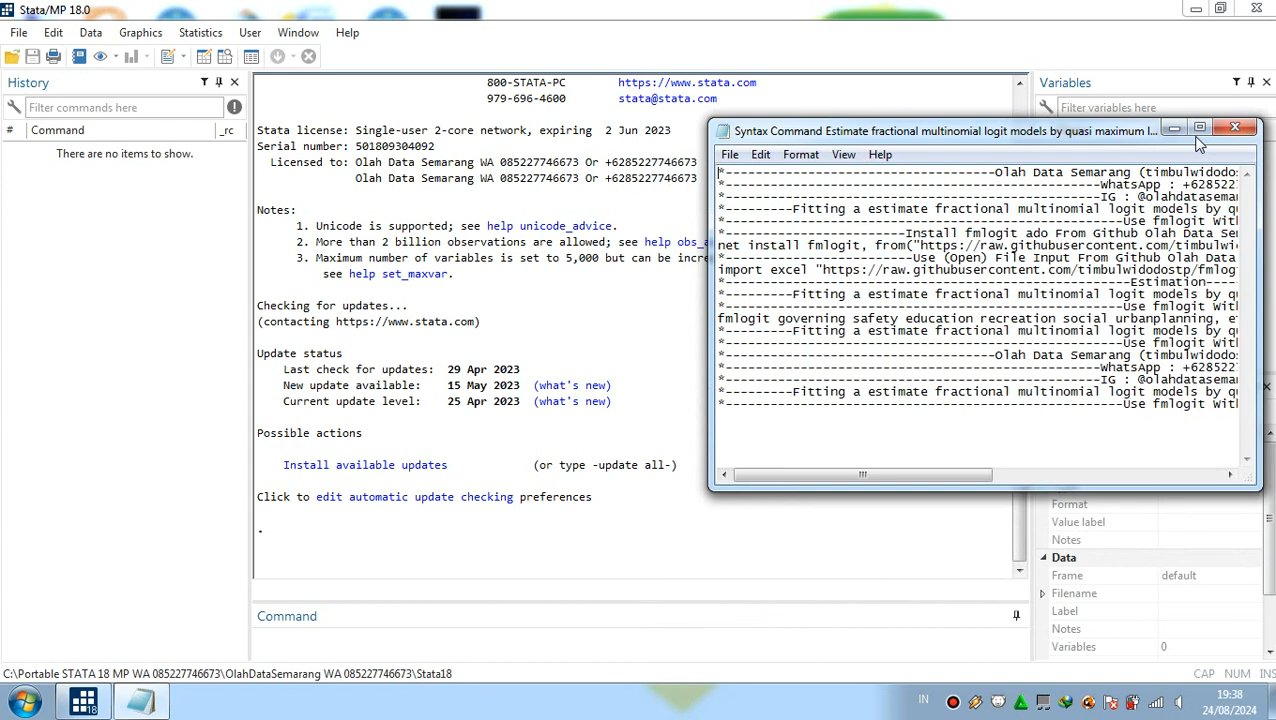 Stata/MP 18.0
File Edit Data Graphics Statistics User Window Help
History
Filter commands here
# Command _rc
There are no items to show.
800-STATA-PC https://www.stata.com
979-696-4600 stata@stata.com
Stata license: Single-user 2-core network, expiring 2 Jun 2023
Serial number: 501809304092
Licensed to: Olah Data Semarang WA 085227746673 Or +6285227746673
Olah Data Semarang WA 085227746673 Or +6285227746673
Notes:
1. Unicode is supported; see help unicode_advice.
2. More than 2 billion observations are allowed; see help obs_a
3. Maximum number of variables is set to 5,000 but can be incre
see help set_maxvar.
Checking for updates...
(contacting https://www.stata.com)
Update status
Last check for updates: 29 Apr 2023
New update available: 15 May 2023 (what's new)
Current update level: 25 Apr 2023 (what's new)
Possible actions
Install available updates (or type -update all-)
Click to edit automatic update checking preferences
.
Command
Variables
Filter variables here
Syntax Command Estimate fractional multinomial logit models by quasi maximum l...
File Edit Format View Help
*--------------------------------Olah Data Semarang (timbulwidodos
*---------------------------------------------WhatsApp : +628522
*---------------------------------------------IG : @olahdatasema
*--------Fitting a estimate fractional multinomial logit models by q
*------------------------------------------------Use fmlogit With
*----------------------Install fmlogit ado From Github Olah Data Se
net install fmlogit, from("https://raw.githubusercontent.com/timbulwi
*-----------------------Use (Open) File Input From Github Olah Data
import excel "https://raw.githubusercontent.com/timbulwidodostp/fmlog
*-------------------------------------------------Estimation------
*--------Fitting a estimate fractional multinomial logit models by q
*------------------------------------------------Use fmlogit With
fmlogit governing safety education recreation social urbanplanning, e
*--------Fitting a estimate fractional multinomial logit models by q
*------------------------------------------------Use fmlogit With
*--------------------------------Olah Data Semarang (timbulwidodo
*---------------------------------------------WhatsApp : +62852
*---------------------------------------------IG : @olahdatasem
*--------Fitting a estimate fractional multinomial logit models by q
*------------------------------------------------Use fmlogit With
Format
Value label
Notes
Data
Frame default
Filename
Label
Notes
Variables 0
C:\Portable STATA 18 MP WA 085227746673\OlahDataSemarang WA 085227746673\Stata18
CAP NUM INS
18
IN
19:38
24/08/2024